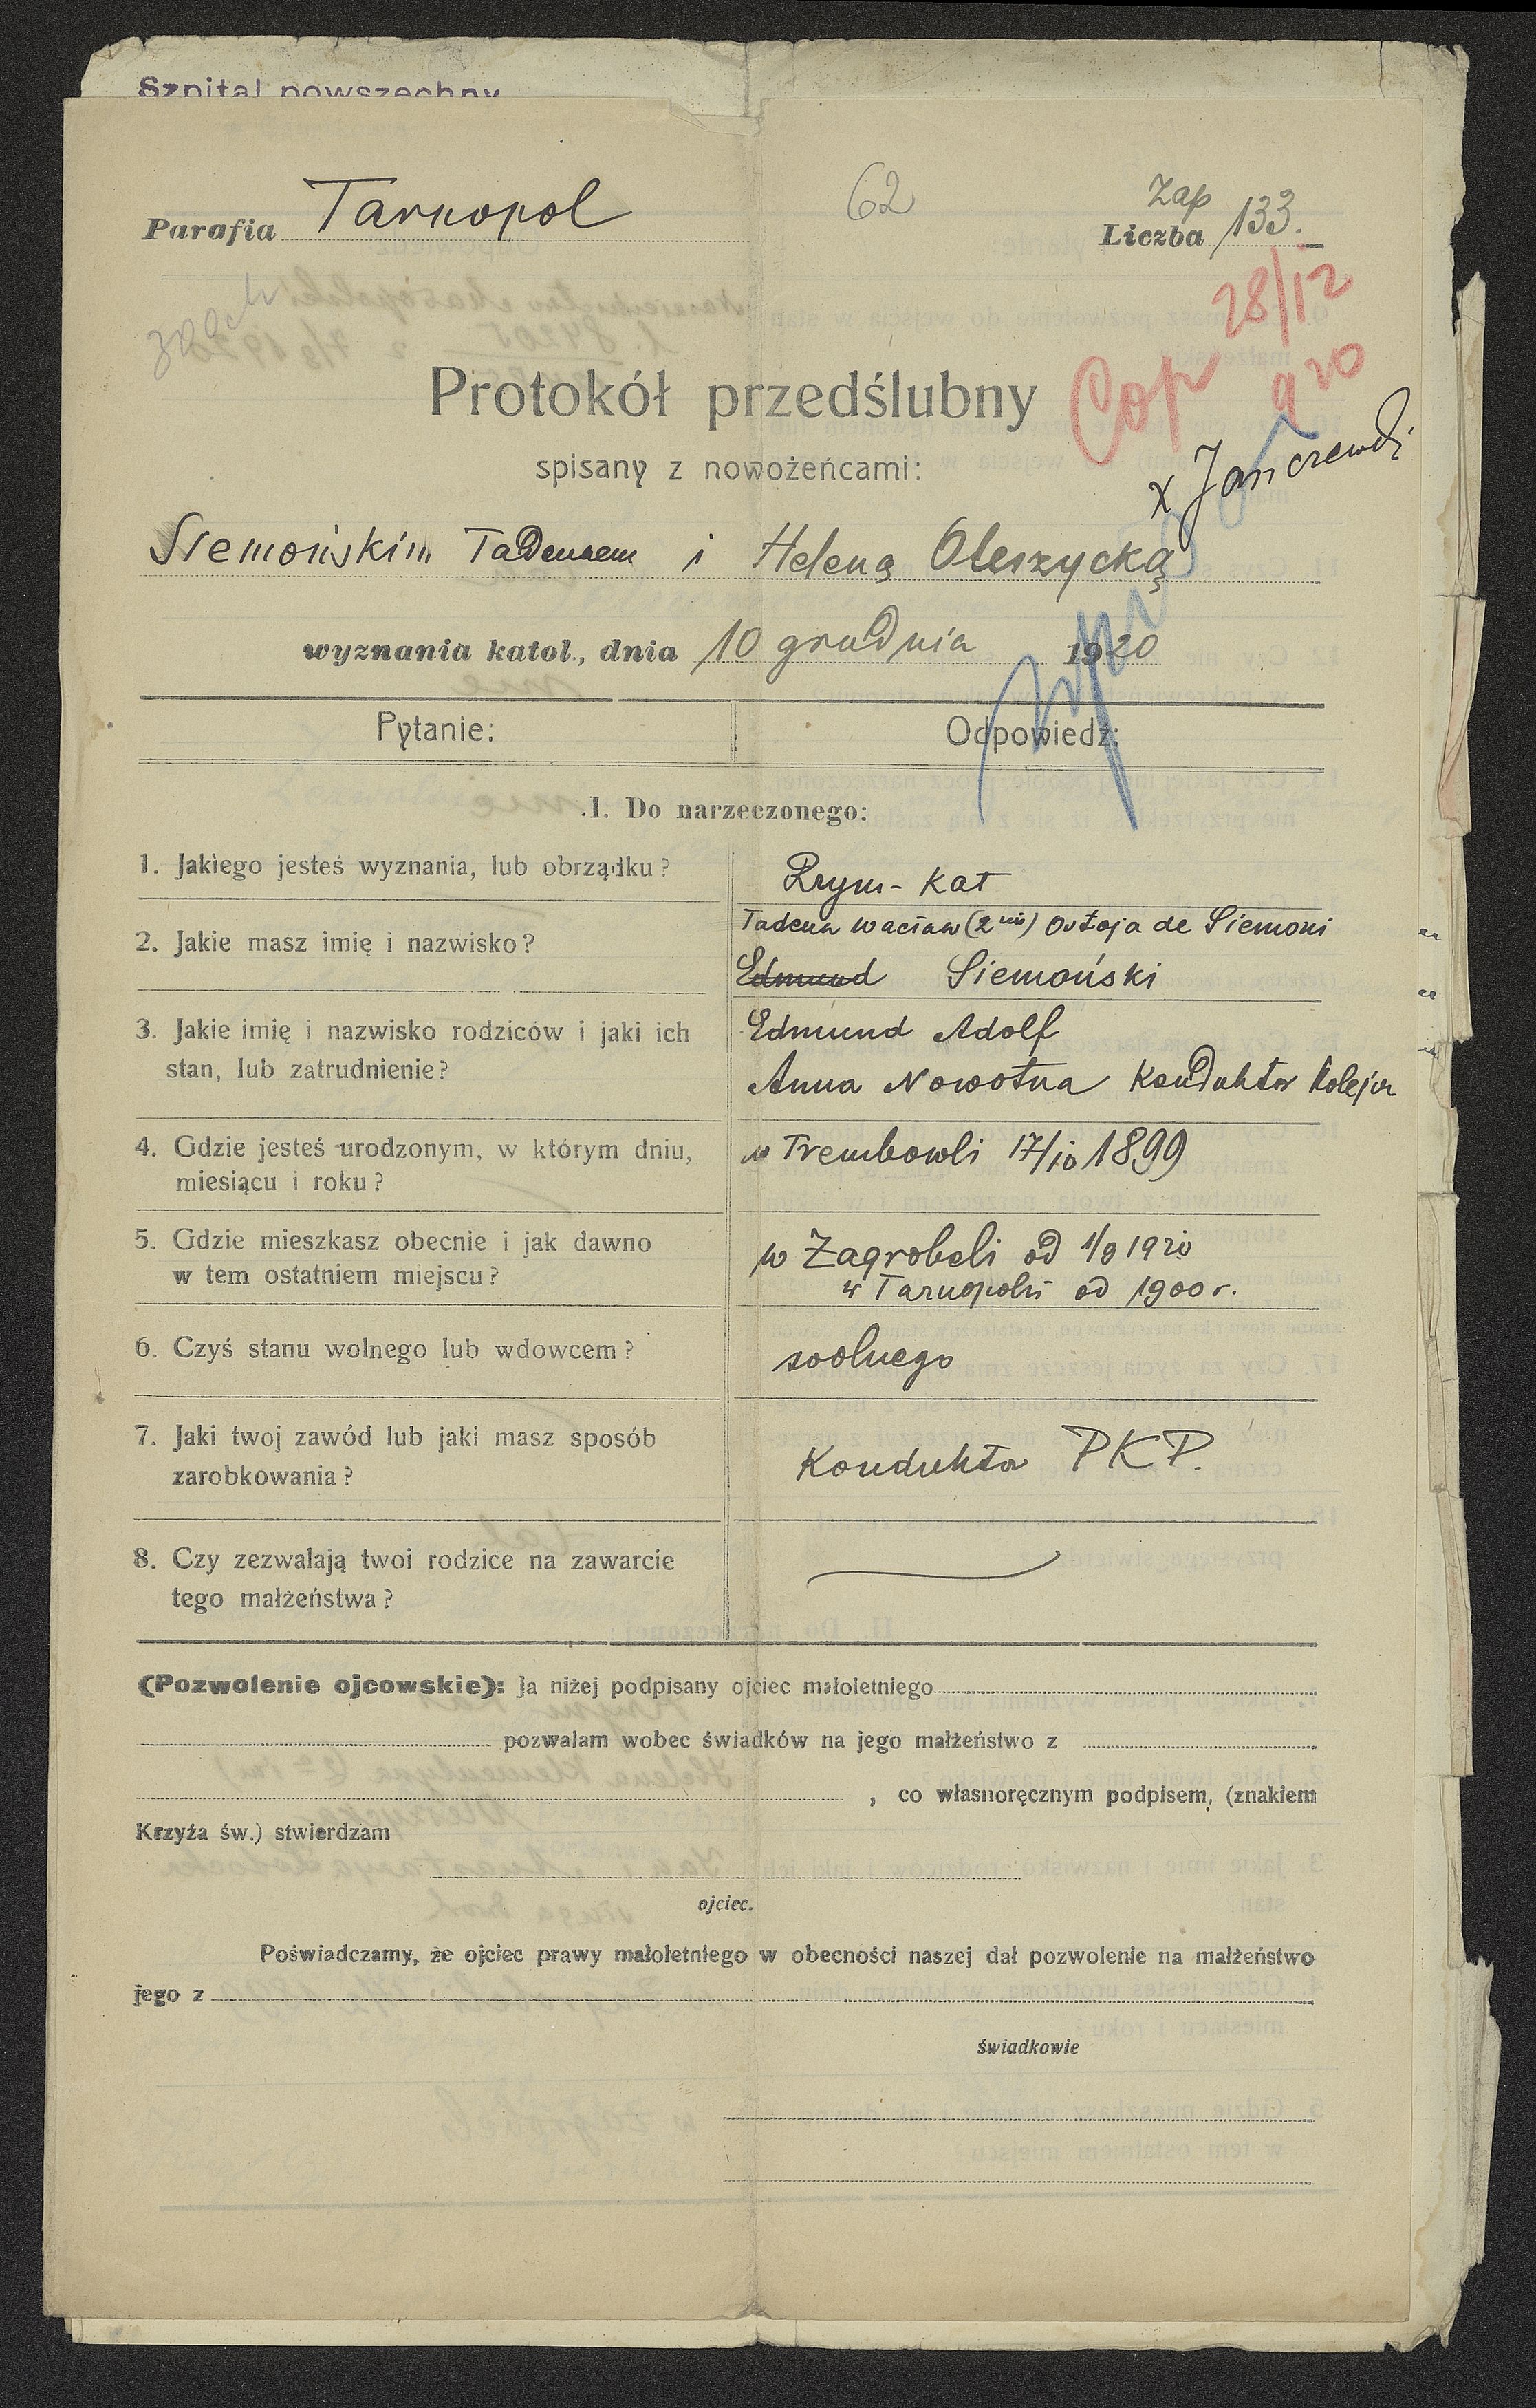 Szpital powszechny
Parafia Tarnopol
62
Zap
Liczba 133.
28/12
Cop 920
x Jańczewski
Protokół przedślubny
spisany z nowożeńcami:
Siemońskim Tadeuszem i Heleną Oleszycką
wyznania katol., dnia 10 grudnia 1920
Pytanie: Odpowiedź:
I. Do narzeczonego:
1. Jakiego jesteś wyznania, lub obrządku?
Rzym-Kat
2. Jakie masz imię i nazwisko?
Tadeusz Wacław (2 im) Ostoja de Siemoni
Edmund Siemoński
3. Jakie imię i nazwisko rodziców i jaki ich
stan, lub zatrudnienie?
Edmund Adolf
Anna Nowotna Konduktor Kolejow
4. Gdzie jesteś urodzonym, w którym dniu,
miesiącu i roku?
w Trembowli 17/10 1899
5. Gdzie mieszkasz obecnie i jak dawno
w tem ostatniem miejscu?
w Zagrobeli od 1/9 1920
w Tarnopolu od 1900 r.
6. Czyś stanu wolnego lub wdowcem?
wolnego
7. Jaki twoj zawód lub jaki masz sposób
zarobkowania?
Konduktor PKP.
8. Czy zezwalają twoi rodzice na zawarcie
tego małżeństwa?
(Pozwolenie ojcowskie): Ja niżej podpisany ojciec małoletniego
pozwalam wobec świadków na jego małżeństwo z
, co własnoręcznym podpisem, (znakiem
Krzyża św.) stwierdzam
ojciec.
Poświadczamy, że ojciec prawy małoletniego w obecności naszej dał pozwolenie na małżeństwo
jego z
świadkowie